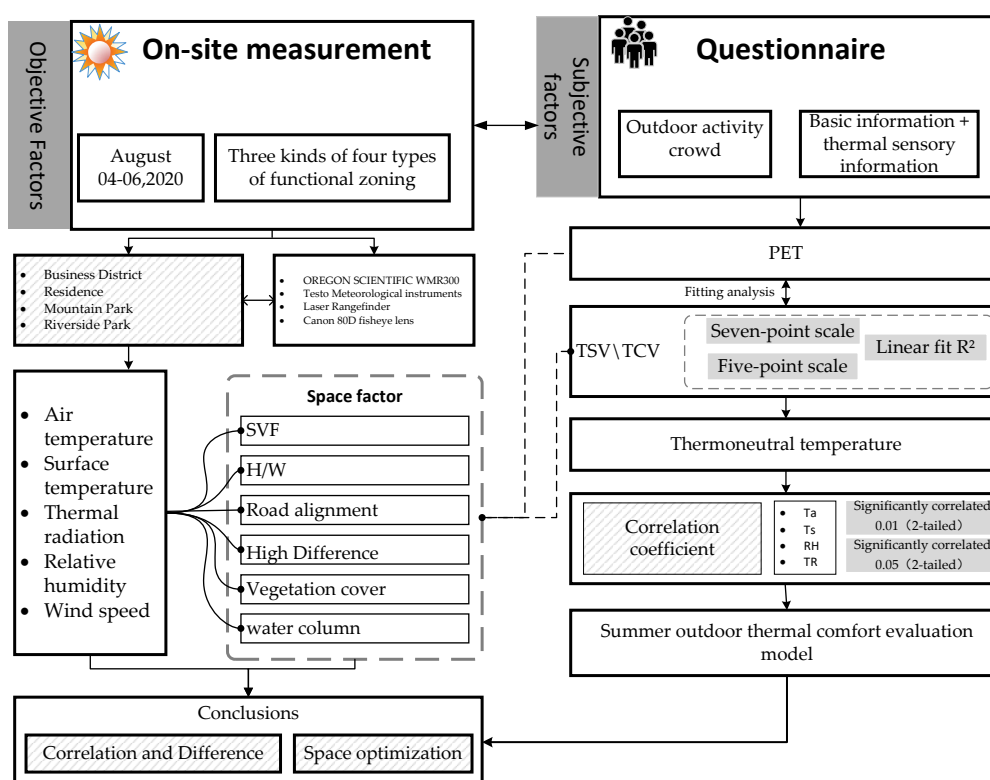 Objective Factors
On-site measurement
August
04-06,2020
Three kinds of four types
of functional zoning
Subjective
factors
Questionnaire
Outdoor activity
crowd
Basic information +
thermal sensory
information
Business District
Residence
Mountain Park
Riverside Park
OREGON SCIENTIFIC WMR300
Testo Meteorological instruments
Laser Rangefinder
Canon 80D fisheye lens
PET
Fitting analysis
TSV\TCV
Seven-point scale
Five-point scale
Linear fit R²
Air
temperature
Surface
temperature
Thermal
radiation
Relative
humidity
Wind speed
Space factor
SVF
H/W
Road alignment
High Difference
Vegetation cover
water column
Thermoneutral temperature
Correlation
coefficient
Ta
Ts
RH
TR
Significantly correlated
0.01（2-tailed）
Significantly correlated
0.05（2-tailed）
Summer outdoor thermal comfort evaluation
model
Conclusions
Correlation and Difference
Space optimization